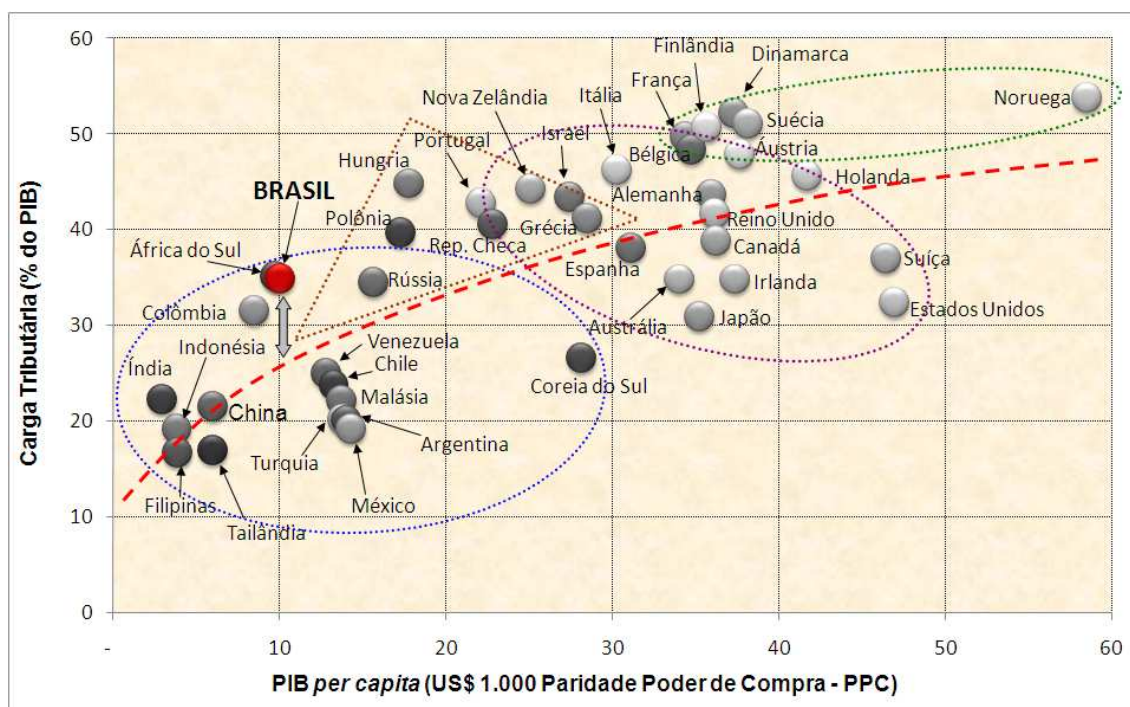 60
50
40
30
20
10
0
Carga Tributária (% do PIB)
Finlândia
Dinamarca
França
Itália
Noruega
Nova Zelândia
Israel
Suécia
Portugal
Bélgica
Áustria
Hungria
Alemanha
Holanda
BRASIL
Polônia
Rep. Checa
Grécia
Reino Unido
África do Sul
Canadá
Espanha
Suíça
Rússia
Irlanda
Colômbia
Austrália
Japão
Estados Unidos
Indonésia
Venezuela
Índia
Chile
Coreia do Sul
China
Malásia
Argentina
Turquia
Filipinas
México
Tailândia
- 10 20 30 40 50 60
PIB per capita (US$ 1.000 Paridade Poder de Compra - PPC)